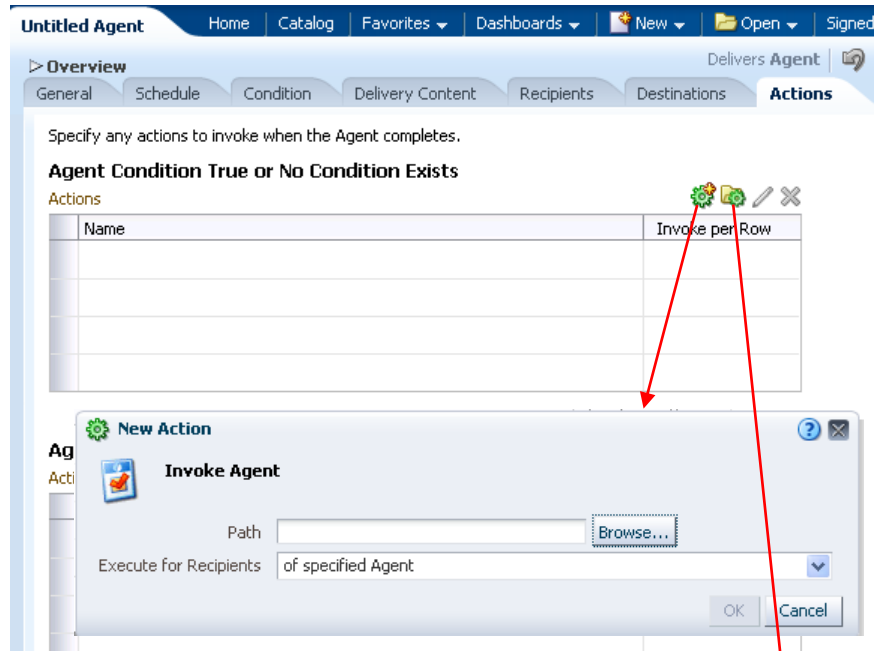 Untitled Agent Home Catalog Favorites Dashboards New Open Signed
Overview Delivers Agent
General Schedule Condition Delivery Content Recipients Destinations Actions
Specify any actions to invoke when the Agent completes.
Agent Condition True or No Condition Exists
Actions
Name Invoke per Row
New Action
Ag
Acti
Invoke Agent
Path Browse...
Execute for Recipients of specified Agent
OK Cancel